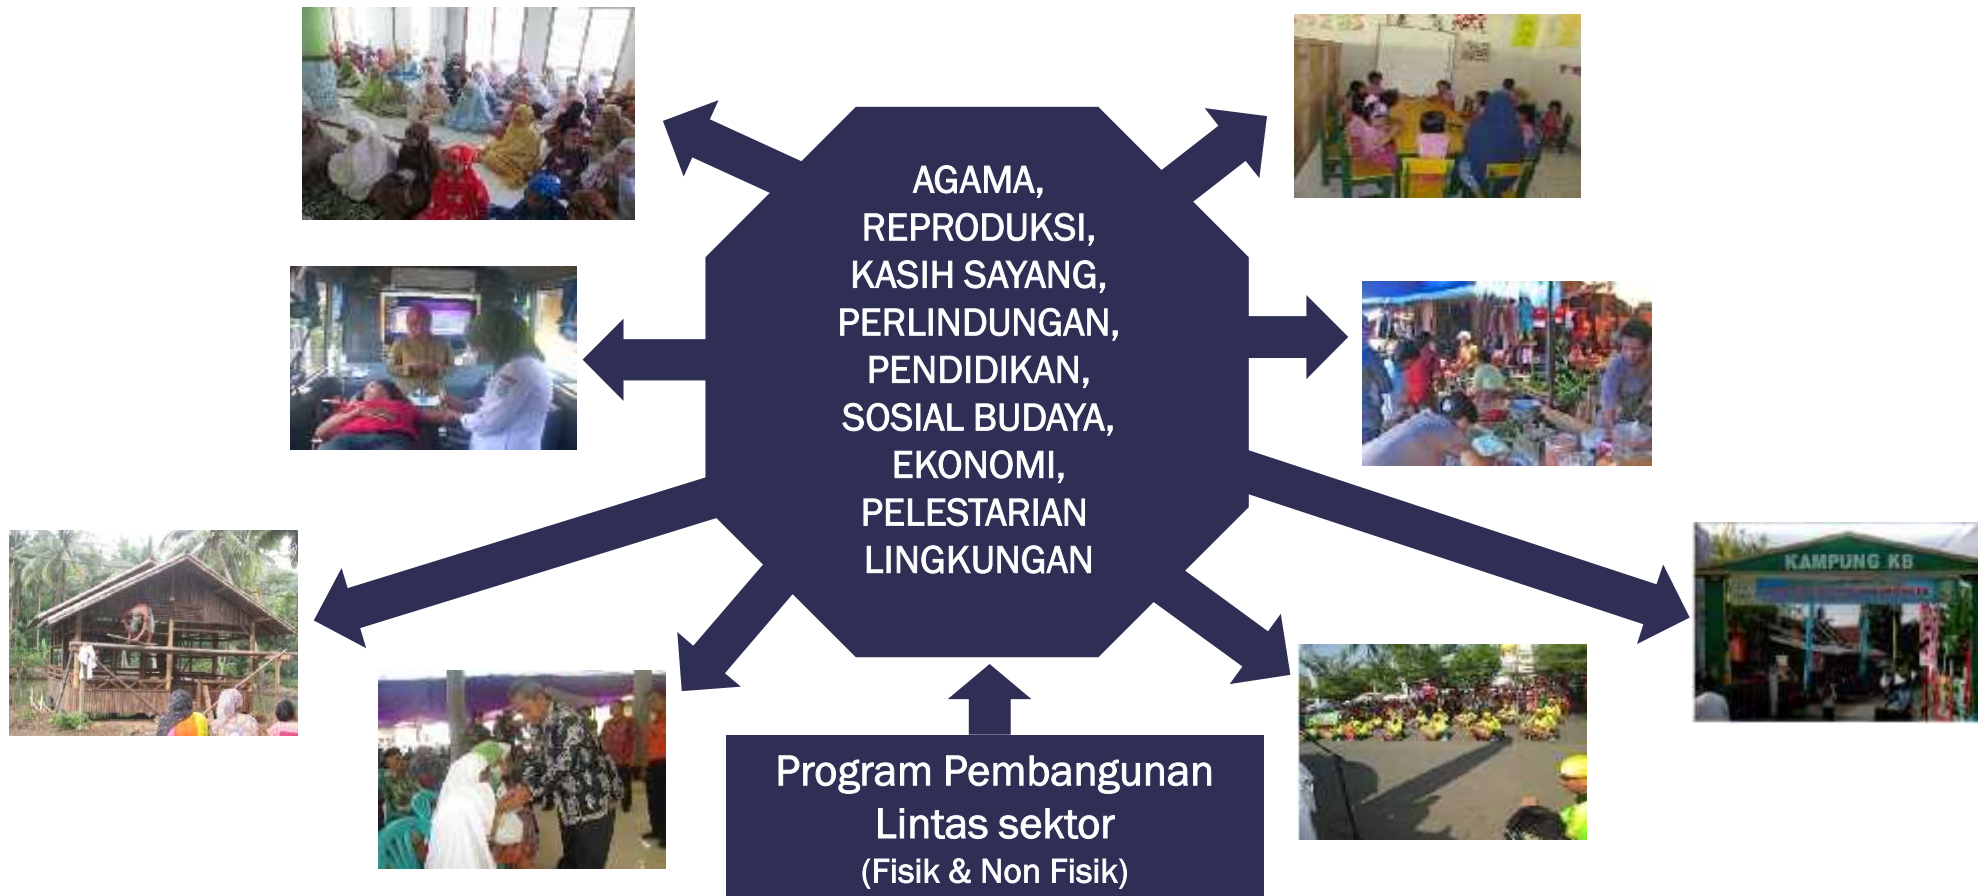 AGAMA,
REPRODUKSI,
KASIH SAYANG,
PERLINDUNGAN,
PENDIDIKAN,
SOSIAL BUDAYA,
EKONOMI,
PELESTARIAN
LINGKUNGAN
KAMPUNG KB
Program Pembangunan
Lintas sektor
(Fisik & Non Fisik)